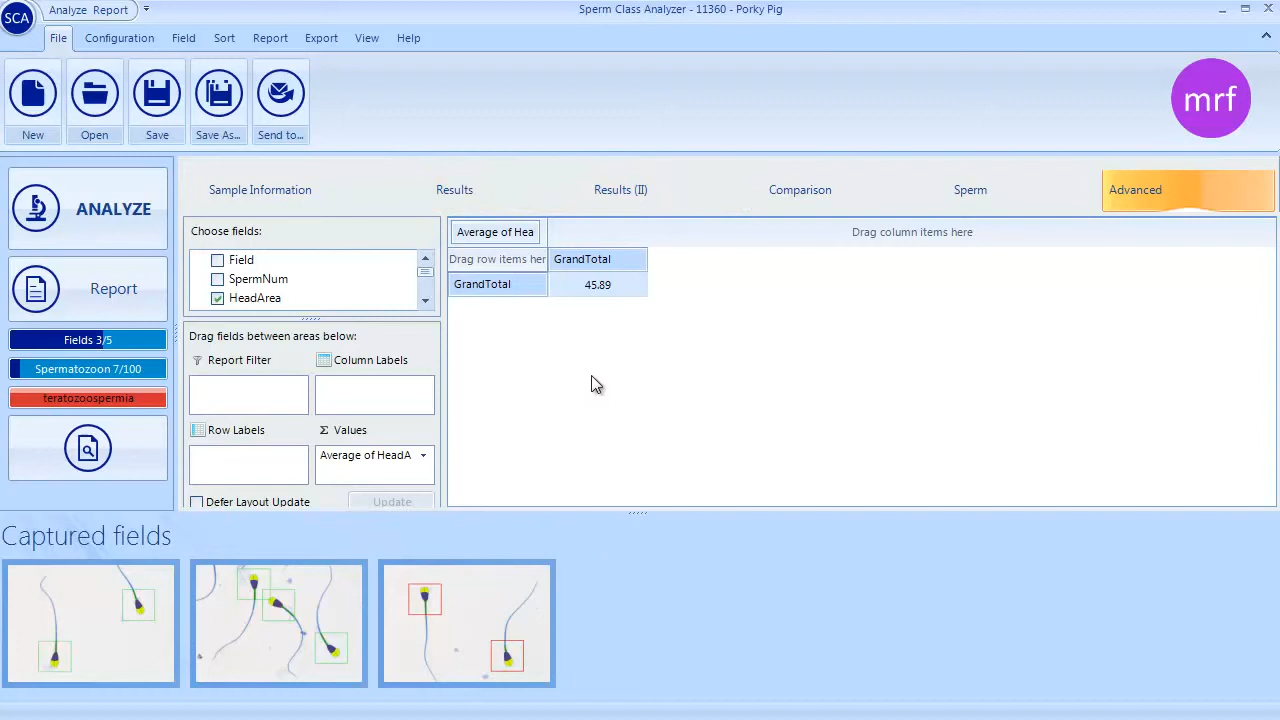 SCA
Analyze Report
Sperm Class Analyzer - 11360 - Porky Pig
File Configuration Field Sort Report Export View Help
New Open Save Save As... Send to...
mrf
ANALYZE
Report
Fields 3/5
Spermatozoon 7/100
teratozoospermia
Sample Information Results Results (II) Comparison Sperm Advanced
Choose fields:
Field
SpermNum
HeadArea
Drag fields between areas below:
Report Filter Column Labels
Row Labels Σ Values
Average of HeadA
Defer Layout Update Update
Average of Hea Drag column items here
Drag row items her GrandTotal
GrandTotal 45.89
Captured fields